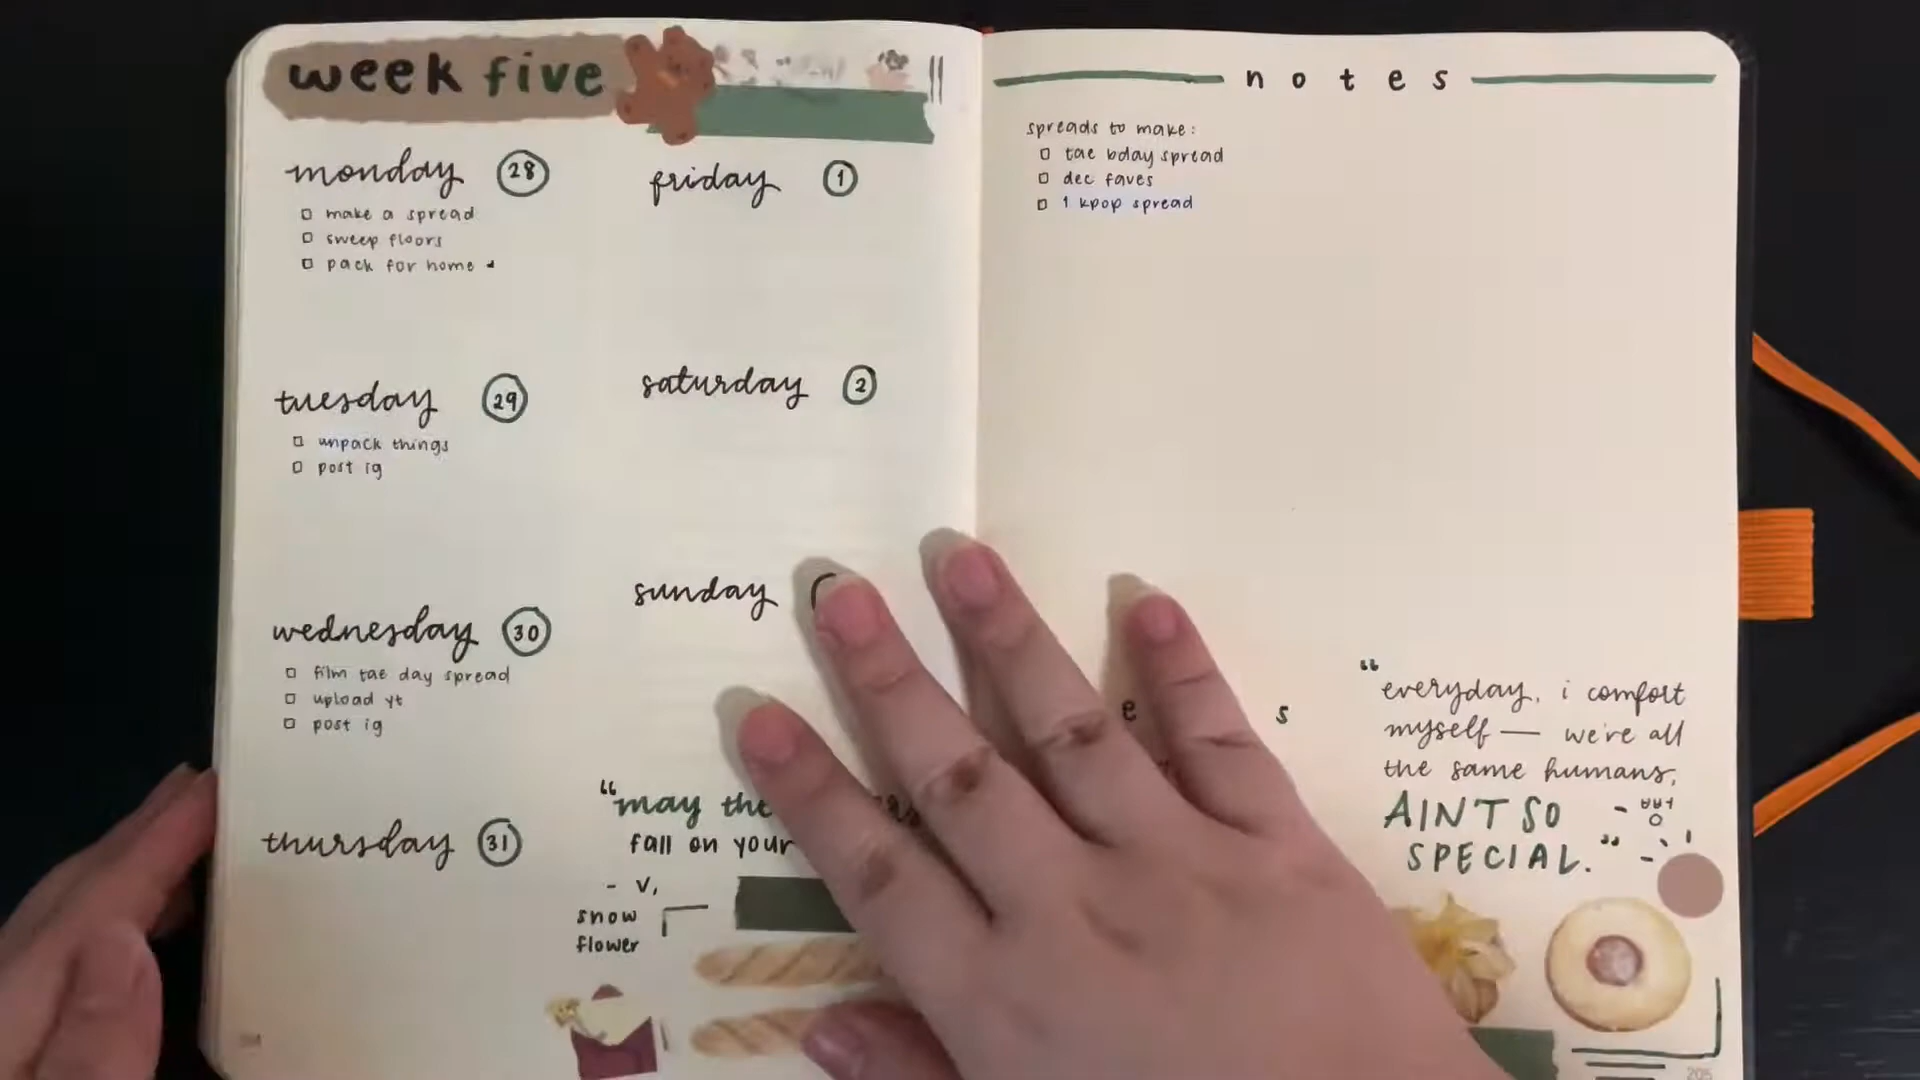 week five
monday 28
make a spread
sweep floors
pack for home
tuesday 29
unpack things
post ig
wednesday 30
film tae day spread
upload yt
post ig
thursday 31
friday 1
saturday 2
sunday
"may the
fall on your
- V,
snow
flower
notes
spreads to make:
tae bday spread
dec faves
1 kpop spread
e s
"everyday, i comfort
myself — we're all
the same humans,
AINT SO
SPECIAL."
205